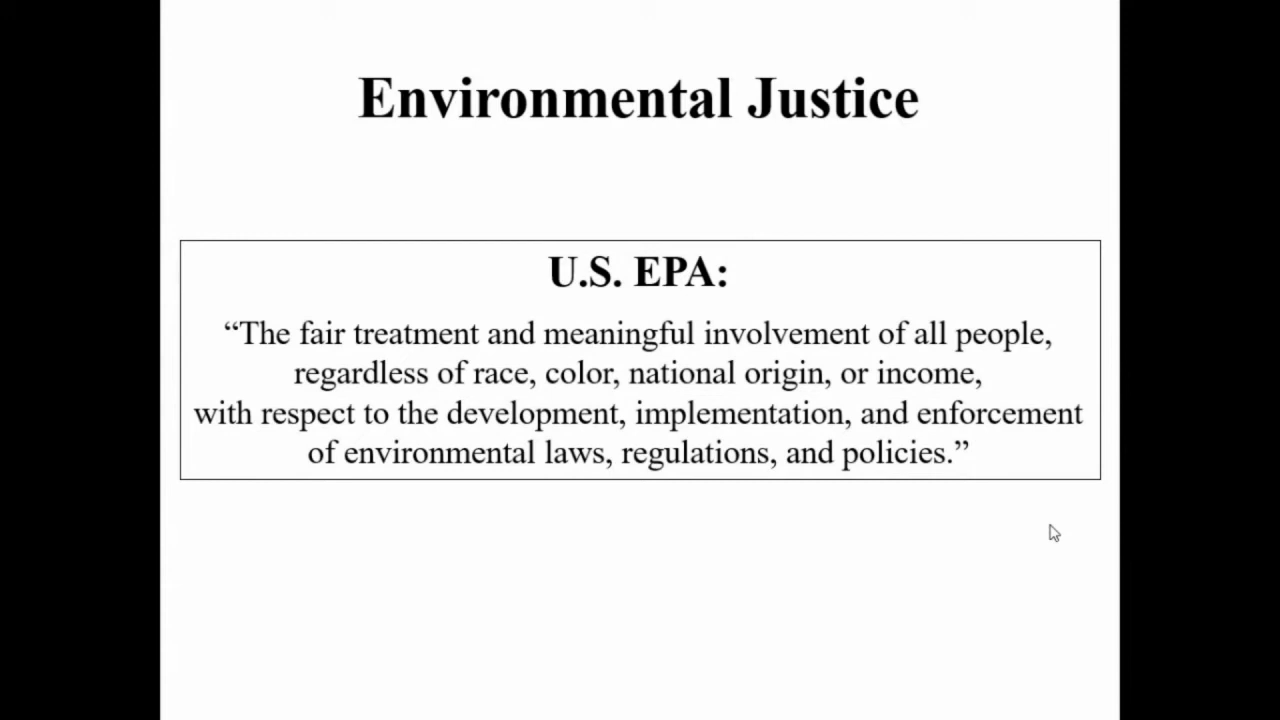 Environmental Justice
U.S. EPA:
“The fair treatment and meaningful involvement of all people,
regardless of race, color, national origin, or income,
with respect to the development, implementation, and enforcement
of environmental laws, regulations, and policies.”